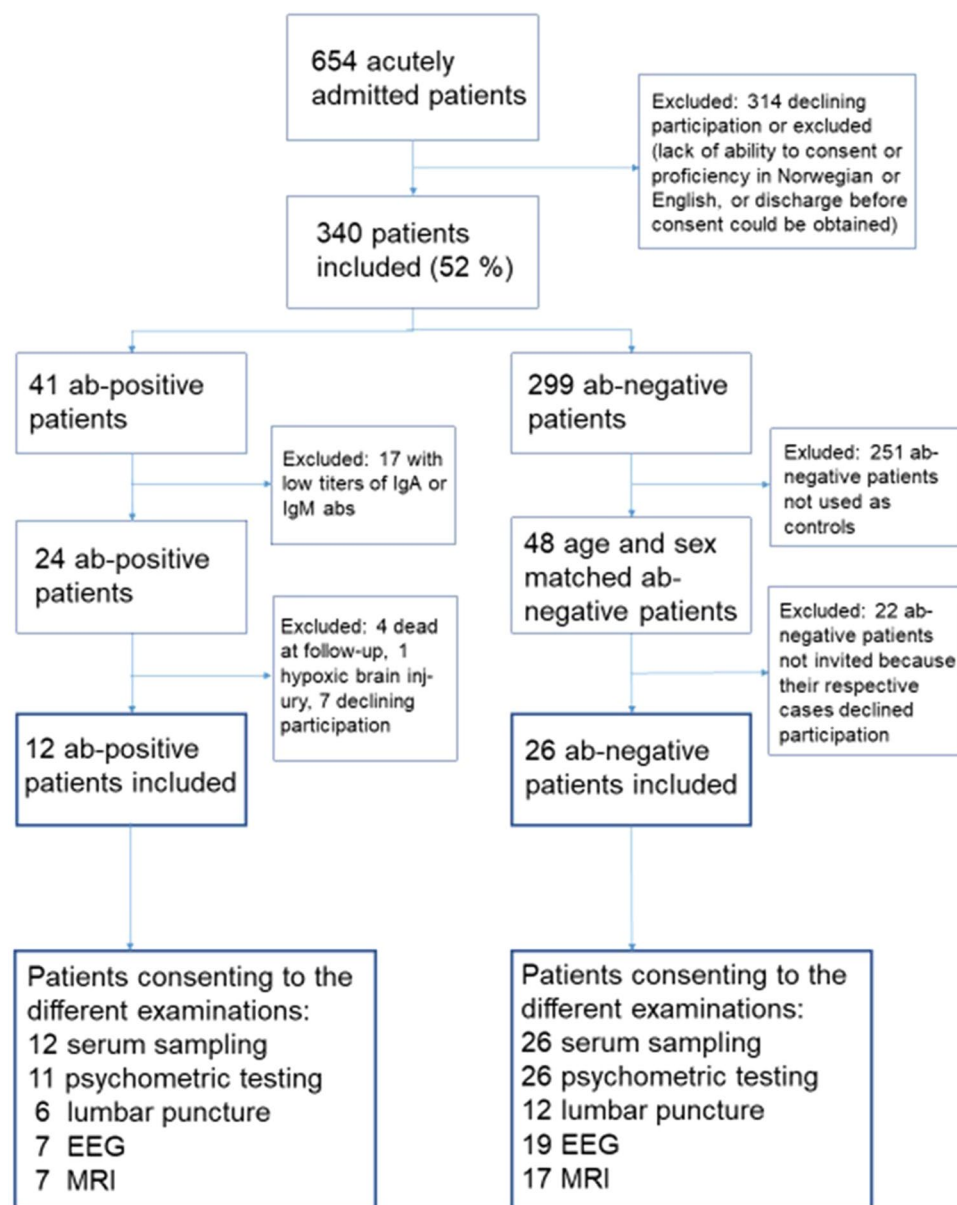 654 acutely
admitted patients
Excluded: 314 declining
participation or excluded
(lack of ability to consent or
proficiency in Norwegian or
English, or discharge before
consent could be obtained)
340 patients
included (52 %)
41 ab-positive
patients
299 ab-negative
patients
Excluded: 17 with
low titers of IgA or
IgM abs
Exluded: 251 ab-
negative patients
not used as
controls
24 ab-positive
patients
48 age and sex
matched ab-
negative patients
Excluded: 4 dead
at follow-up, 1
hypoxic brain inj-
ury, 7 declining
participation
Excluded: 22 ab-
negative patients
not invited because
their respective
cases declined
participation
12 ab-positive
patients included
26 ab-negative
patients included
Patients consenting to the
different examinations:
12 serum sampling
11 psychometric testing
6 lumbar puncture
7 EEG
7 MRI
Patients consenting to the
different examinations:
26 serum sampling
26 psychometric testing
12 lumbar puncture
19 EEG
17 MRI